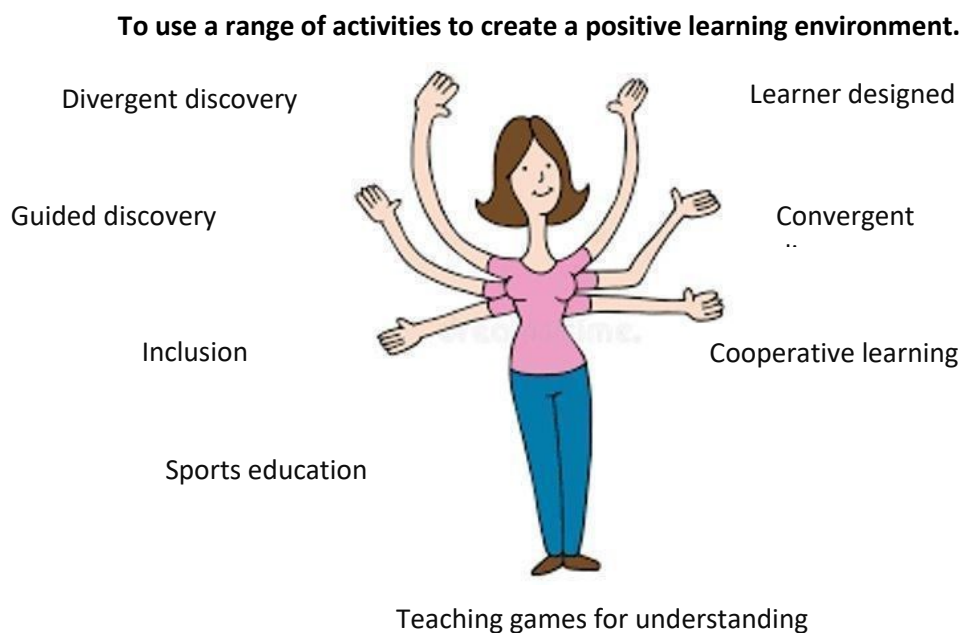 To use a range of activities to create a positive learning environment.
Divergent discovery
Learner designed
Guided discovery
Convergent
Inclusion
Cooperative learning
Sports education
Teaching games for understanding